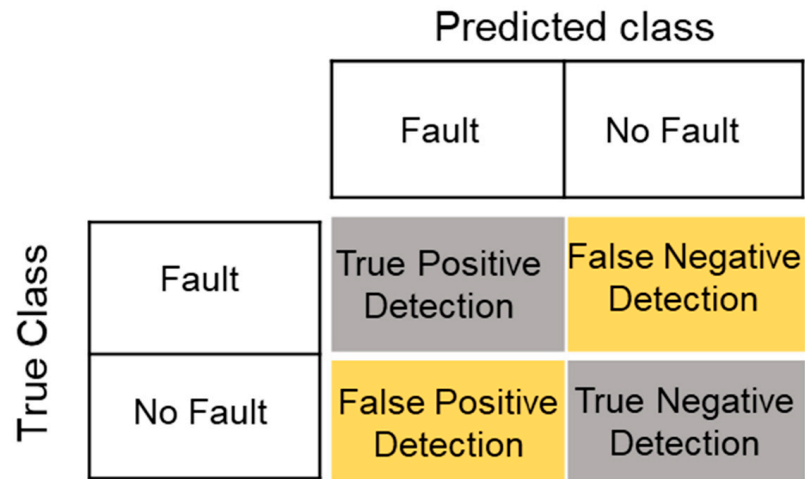 Predicted class
Fault
No Fault
True Class
Fault
True Positive
Detection
False Negative
Detection
No Fault
False Positive
Detection
True Negative
Detection